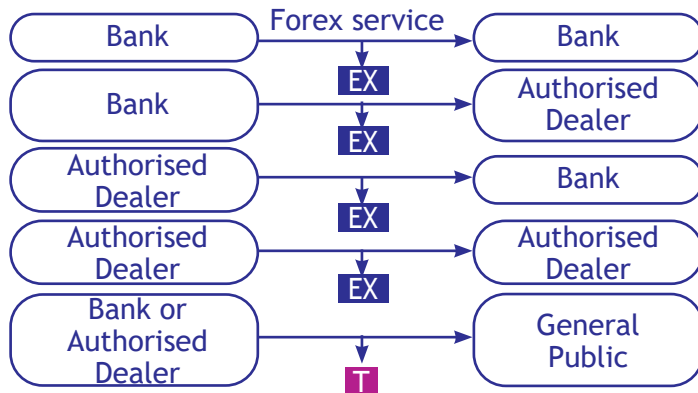 Forex service
Bank
Bank
EX
Bank
Authorised
Dealer
EX
Authorised
Dealer
Bank
EX
Authorised
Dealer
Authorised
Dealer
EX
Bank or
Authorised
Dealer
General
Public
T